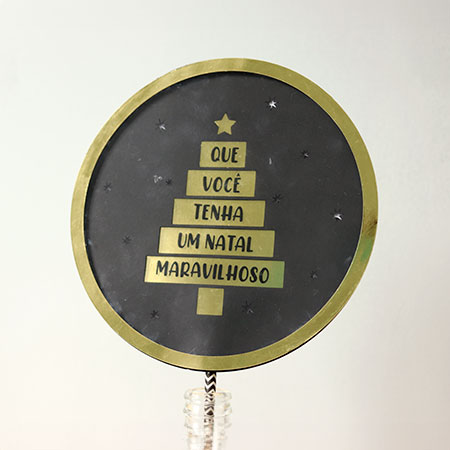 QUE
VOCÊ
TENHA
UM NATAL
MARAVILHOSO